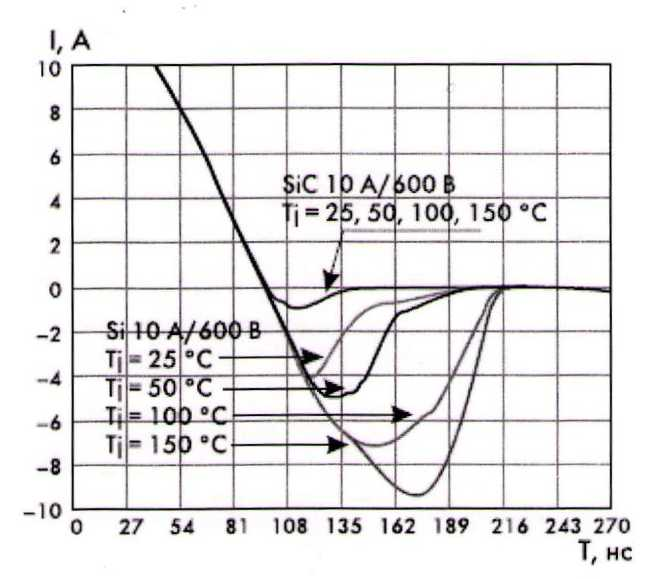 I, А
10
8
6
4
2
0
−2
−4
−6
−8
−10
SiC 10 А/600 В
Tj = 25, 50, 100, 150 °C
Si 10 А/600 В
Tj = 25 °C
Tj = 50 °C
Tj = 100 °C
Tj = 150 °C
0 27 54 81 108 135 162 189 216 243 270
T, нс